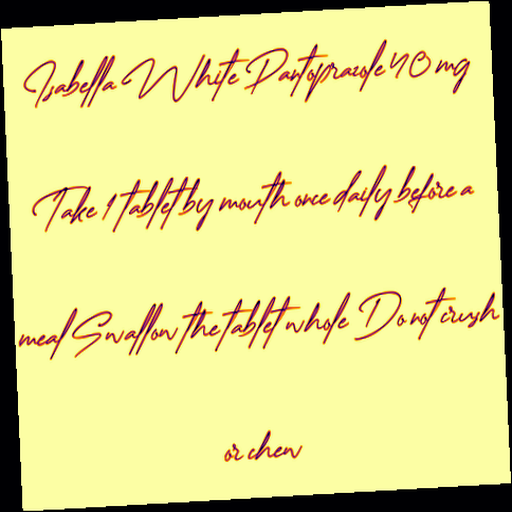 Isabella White Pantoprazole 40 mg
Take 1 tablet by mouth once daily before a
meal Swallow the tablet whole Do not crush
or chew